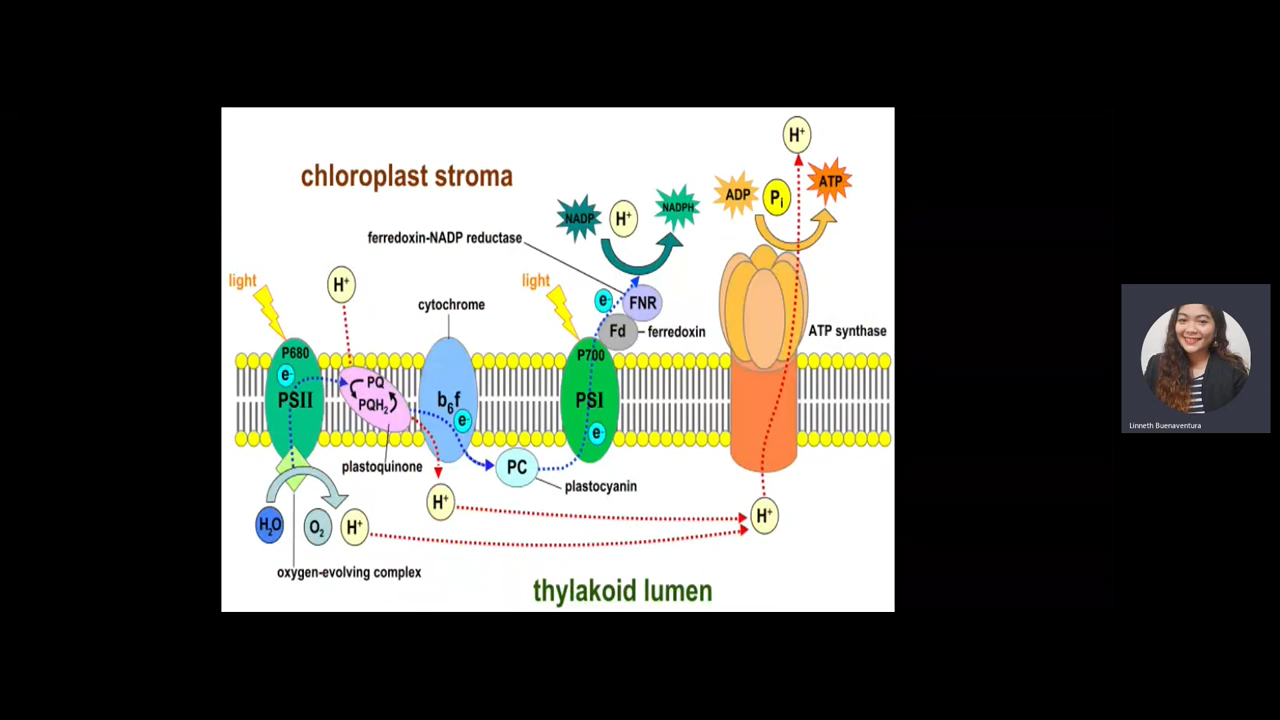 chloroplast stroma
H⁺
ADP
Pᵢ
ATP
NADP
H⁺
NADPH
ferredoxin-NADP reductase
light
H⁺
light
cytochrome
e⁻
FNR
Fd
ferredoxin
ATP synthase
P680
e⁻
PSII
PQ
PQH₂
b₆f
e⁻
P700
PSI
e⁻
plastoquinone
PC
plastocyanin
H₂O
O₂
H⁺
H⁺
H⁺
oxygen-evolving complex
thylakoid lumen
Linneth Buenaventura